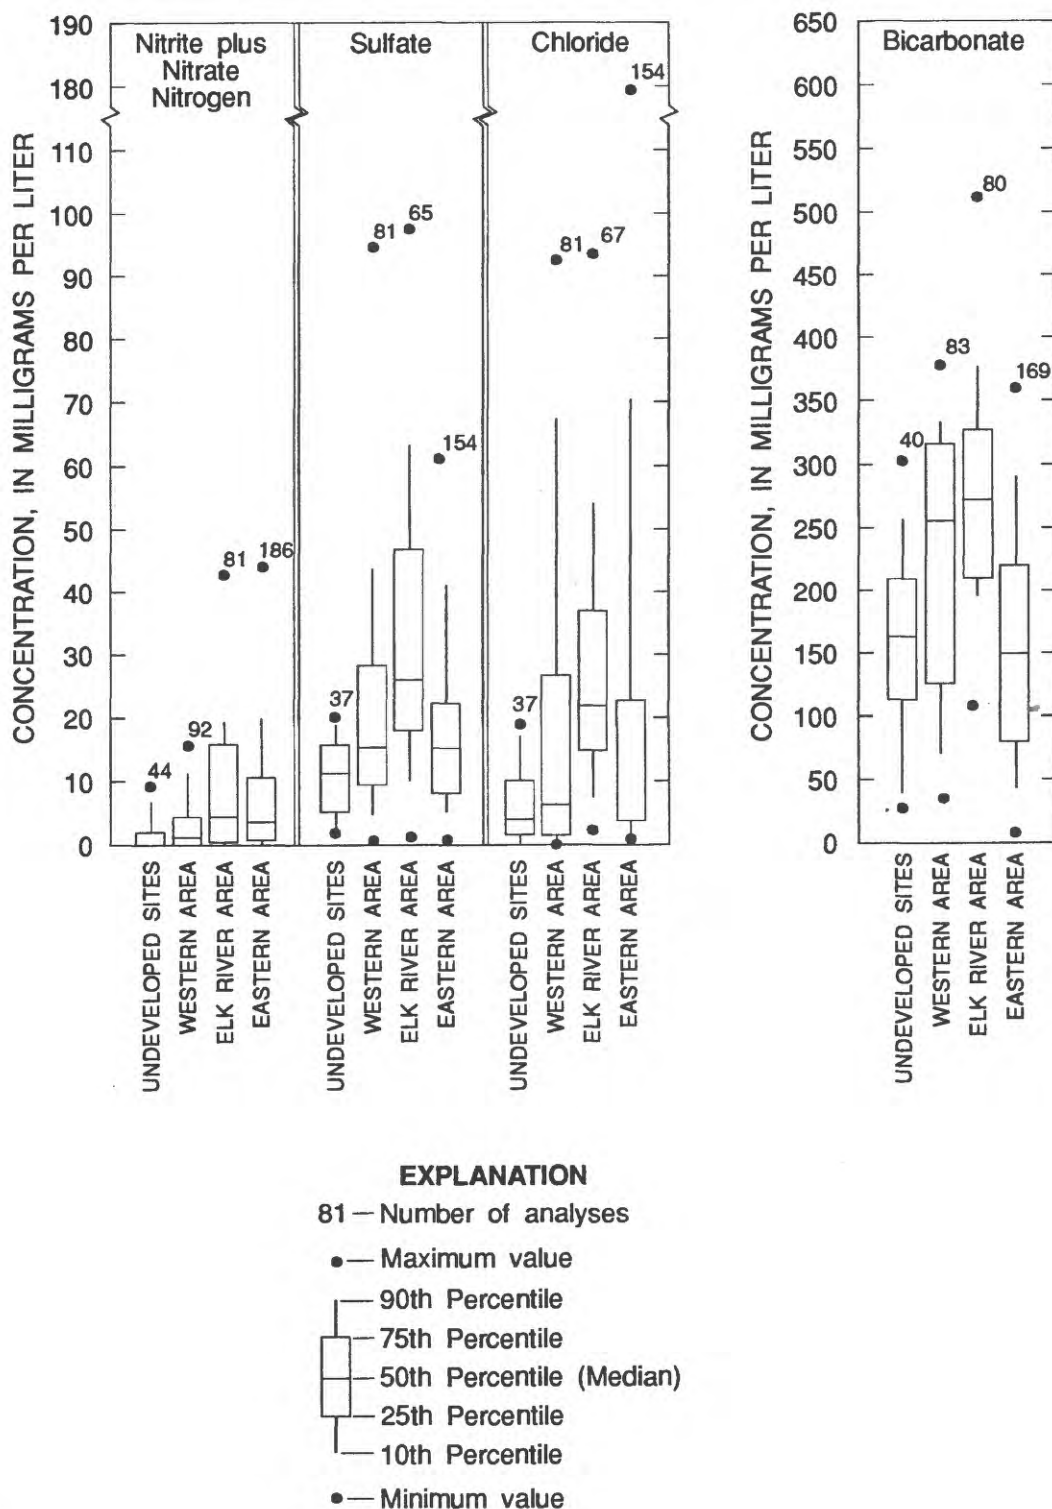 CONCENTRATION, IN MILLIGRAMS PER LITER
190
180
170
110
100
90
80
70
60
50
40
30
20
10
0
Nitrite plus
Nitrate
Nitrogen
44
92
81
186
UNDEVELOPED SITES
WESTERN AREA
ELK RIVER AREA
EASTERN AREA
Sulfate
37
81
65
154
UNDEVELOPED SITES
WESTERN AREA
ELK RIVER AREA
EASTERN AREA
Chloride
37
81
67
154
UNDEVELOPED SITES
WESTERN AREA
ELK RIVER AREA
EASTERN AREA
CONCENTRATION, IN MILLIGRAMS PER LITER
650
600
550
500
450
400
350
300
250
200
150
100
50
0
Bicarbonate
40
83
80
169
UNDEVELOPED SITES
WESTERN AREA
ELK RIVER AREA
EASTERN AREA
EXPLANATION
81 — Number of analyses
Maximum value
90th Percentile
75th Percentile
50th Percentile (Median)
25th Percentile
10th Percentile
Minimum value